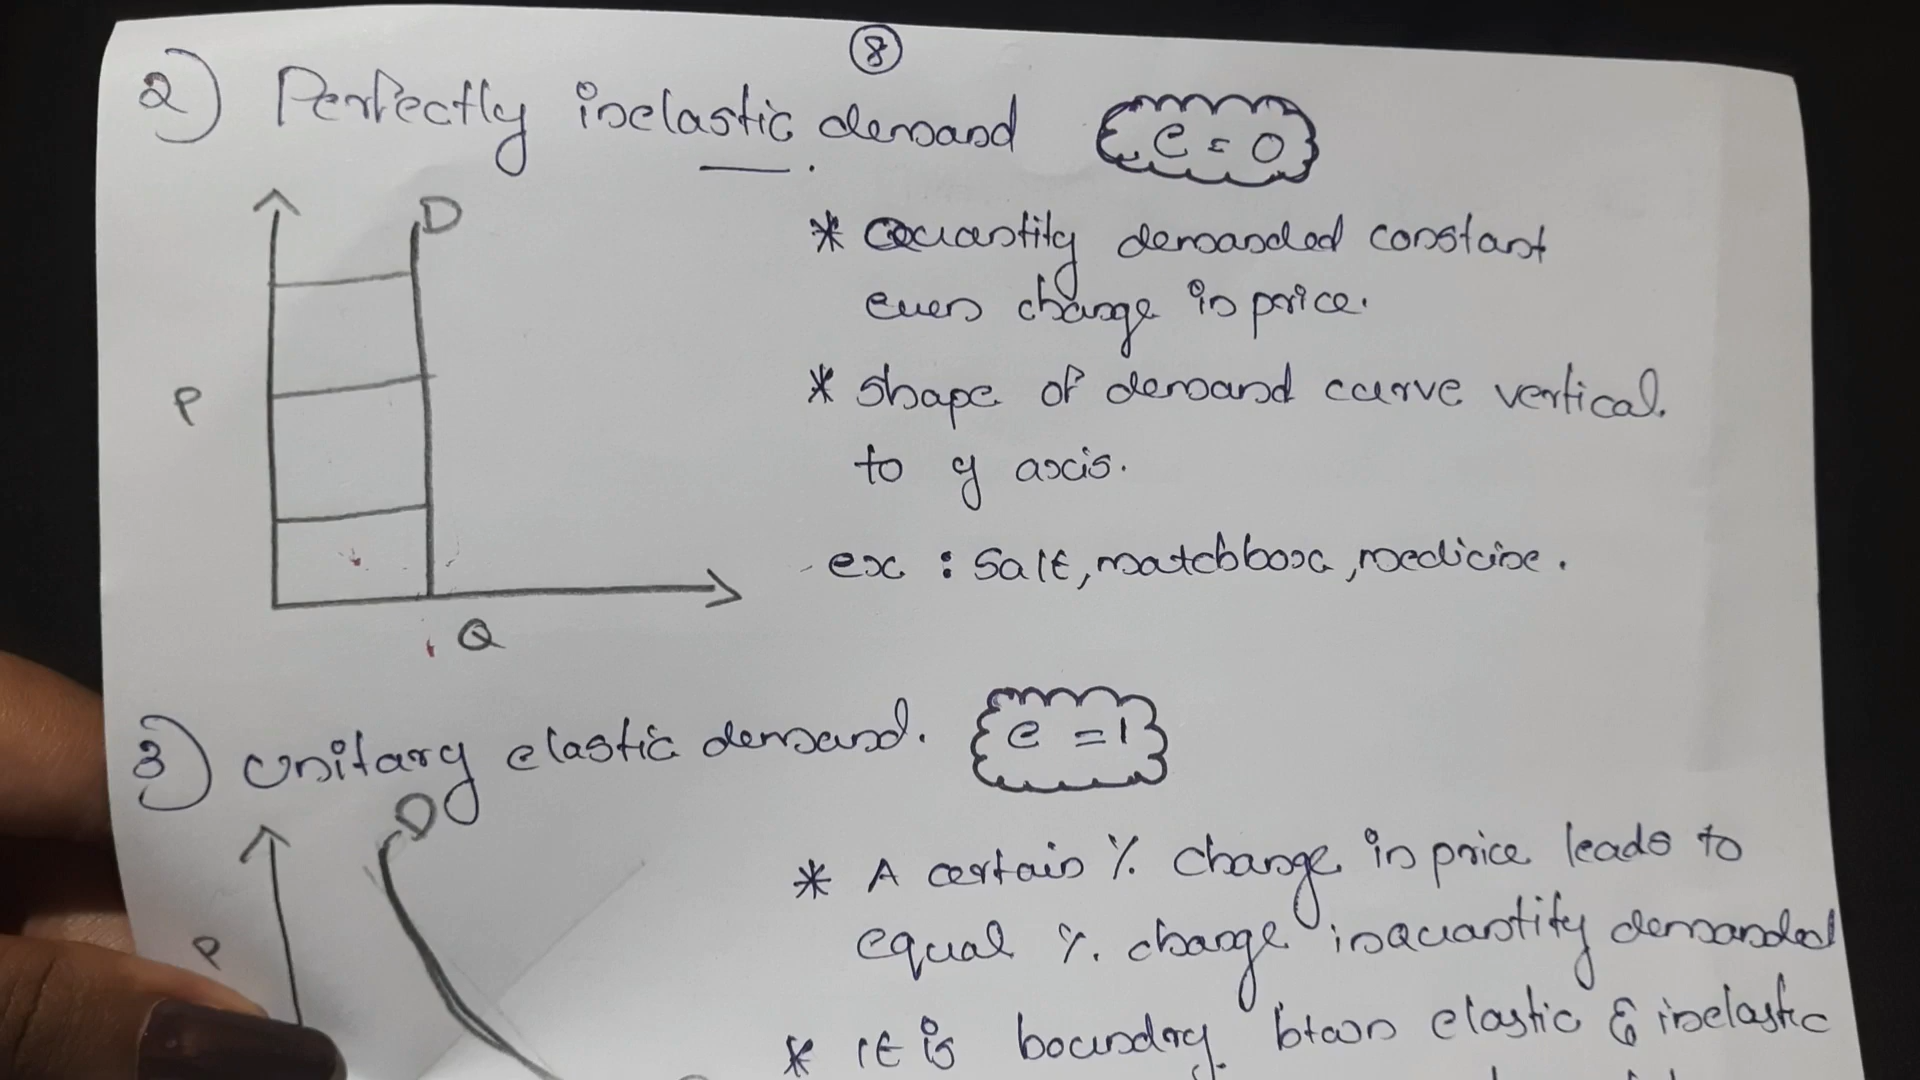 8
2) Perfectly inelastic demand e = 0
D
* Quantity demanded constant
even change in price.
P
* shape of demand curve vertical.
to y axis.
ex : Salt, matchbox, medicine.
Q
3) Unitary elastic demand. e = 1
D
* A certain % change in price leads to
P
equal %. change in quantity demanded
* It is boundry btwn elastic & inelastic